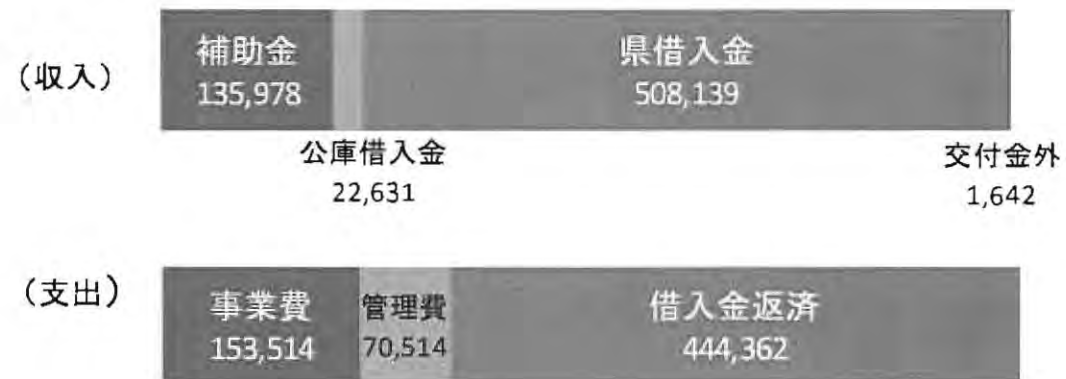 (収入)
補助金
135,978
県借入金
508,139
公庫借入金
22,631
交付金外
1,642
(支出)
事業費
153,514
管理費
70,514
借入金返済
444,362